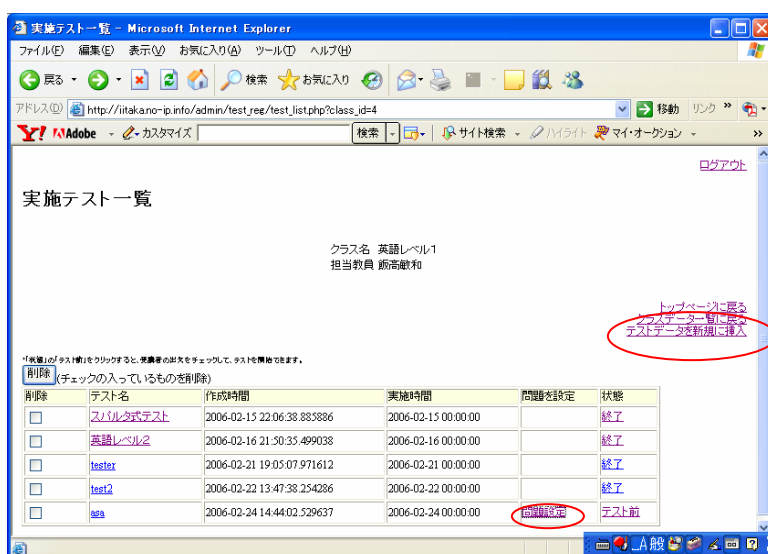 実施テスト一覧 - Microsoft Internet Explorer
ファイル(F) 編集(E) 表示(V) お気に入り(A) ツール(T) ヘルプ(H)
戻る 検索 お気に入り
アドレス(D) http://iitaka.no-ip.info/admin/test_reg/test_list.php?class_id=4 移動 リンク »
Y! Adobe カスタマイズ 検索 サイト検索 ハイライト マイ・オークション »
ログアウト
実施テスト一覧
クラス名 英語レベル1
担当教員 飯高敏和
トップページに戻る
クラスデータ一覧に戻る
テストデータを新規に挿入
*「状態」の「テスト前」をクリックすると、受講者の出欠をチェックして、テストを開始できます。
削除 (チェックの入っているものを削除)
削除 テスト名 作成時間 実施時間 問題を設定 状態
スパルタ式テスト 2006-02-15 22:06:38.885886 2006-02-15 00:00:00 終了
英語レベル2 2006-02-16 21:50:35.499038 2006-02-16 00:00:00 終了
tester 2006-02-21 19:05:07.971612 2006-02-21 00:00:00 終了
test2 2006-02-22 13:47:38.254286 2006-02-22 00:00:00 終了
asa 2006-02-24 14:44:02.529637 2006-02-24 00:00:00 問題設定 テスト前
A 般